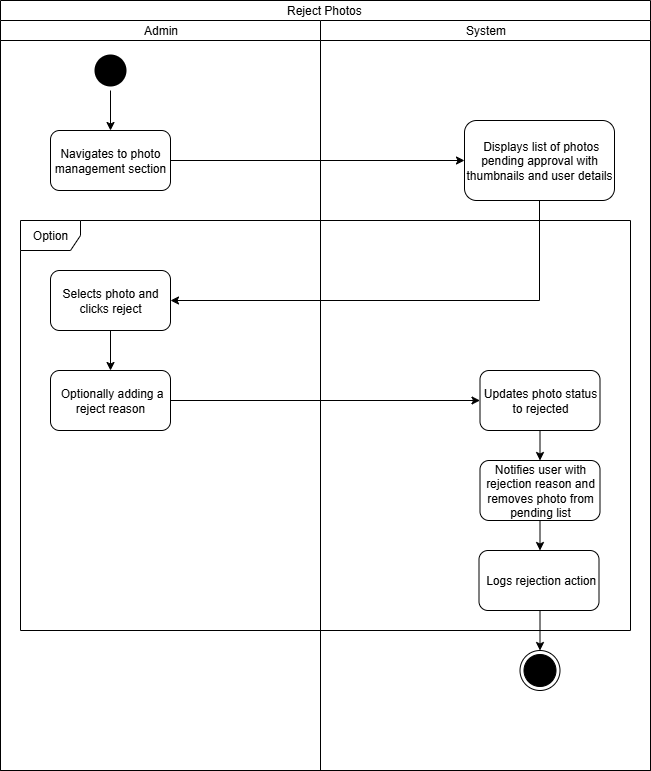 Reject Photos
Admin
System
Navigates to photo
management section
Displays list of photos
pending approval with
thumbnails and user details
Option
Selects photo and
clicks reject
Optionally adding a
reject reason
Updates photo status
to rejected
Notifies user with
rejection reason and
removes photo from
pending list
Logs rejection action